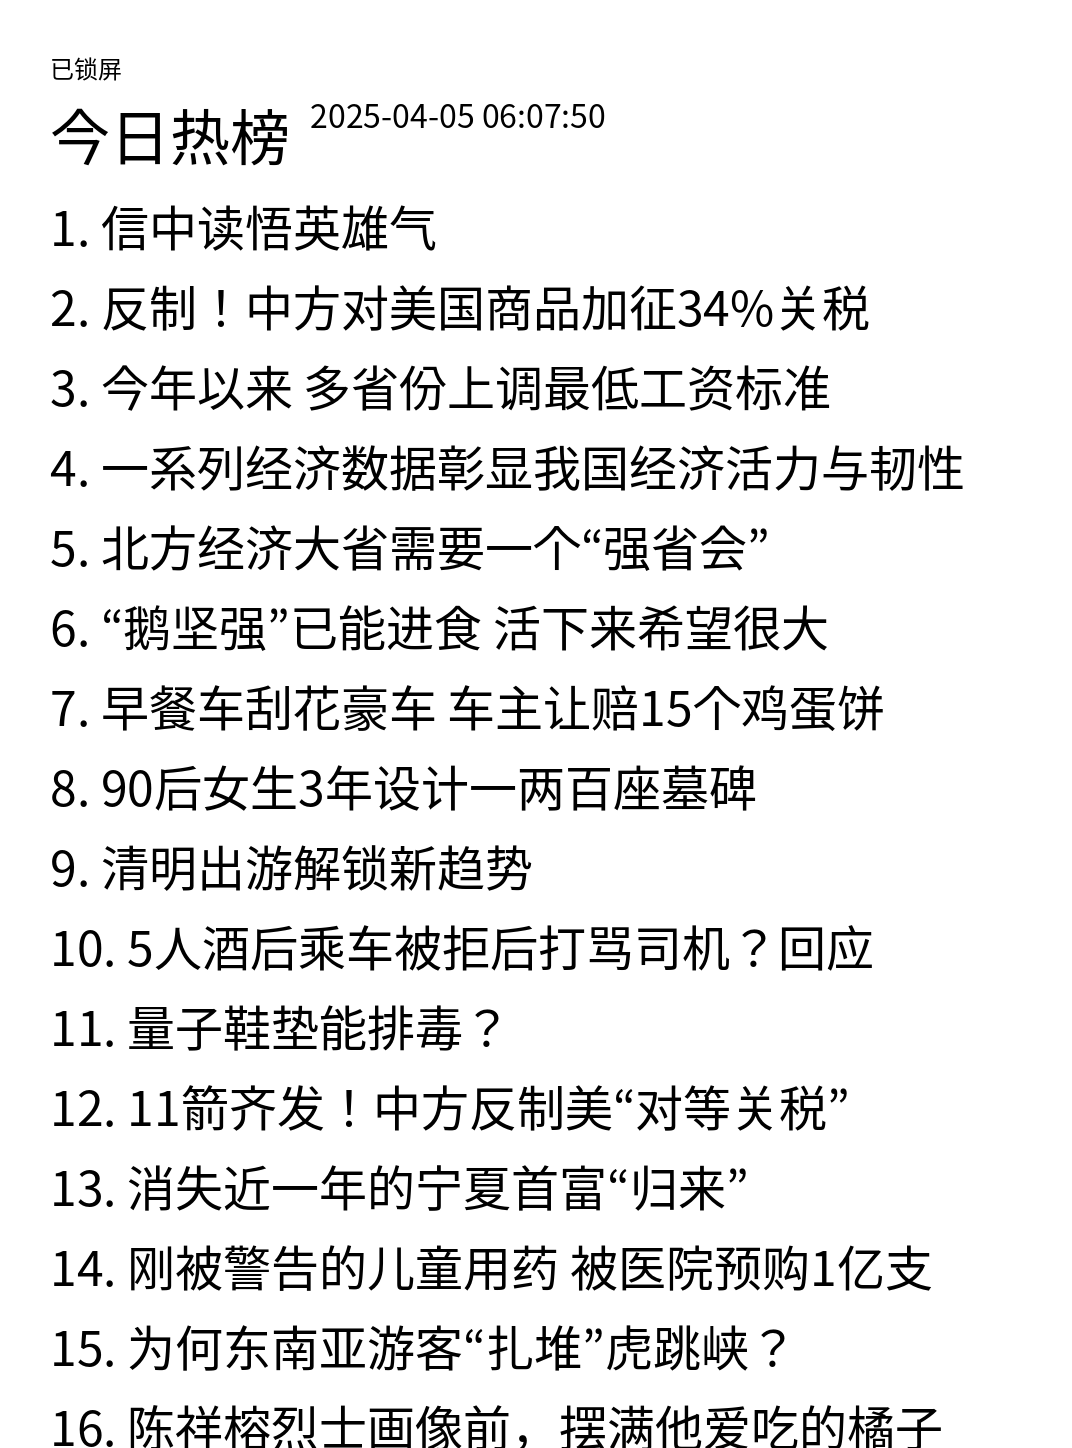 已锁屏
今日热榜 2025-04-05 06:07:50
1. 信中读悟英雄气
2. 反制！中方对美国商品加征34%关税
3. 今年以来 多省份上调最低工资标准
4. 一系列经济数据彰显我国经济活力与韧性
5. 北方经济大省需要一个“强省会”
6. “鹅坚强”已能进食 活下来希望很大
7. 早餐车刮花豪车 车主让赔15个鸡蛋饼
8. 90后女生3年设计一两百座墓碑
9. 清明出游解锁新趋势
10. 5人酒后乘车被拒后打骂司机？回应
11. 量子鞋垫能排毒？
12. 11箭齐发！中方反制美“对等关税”
13. 消失近一年的宁夏首富“归来”
14. 刚被警告的儿童用药 被医院预购1亿支
15. 为何东南亚游客“扎堆”虎跳峡？
16. 陈祥榕烈士画像前，摆满他爱吃的橘子